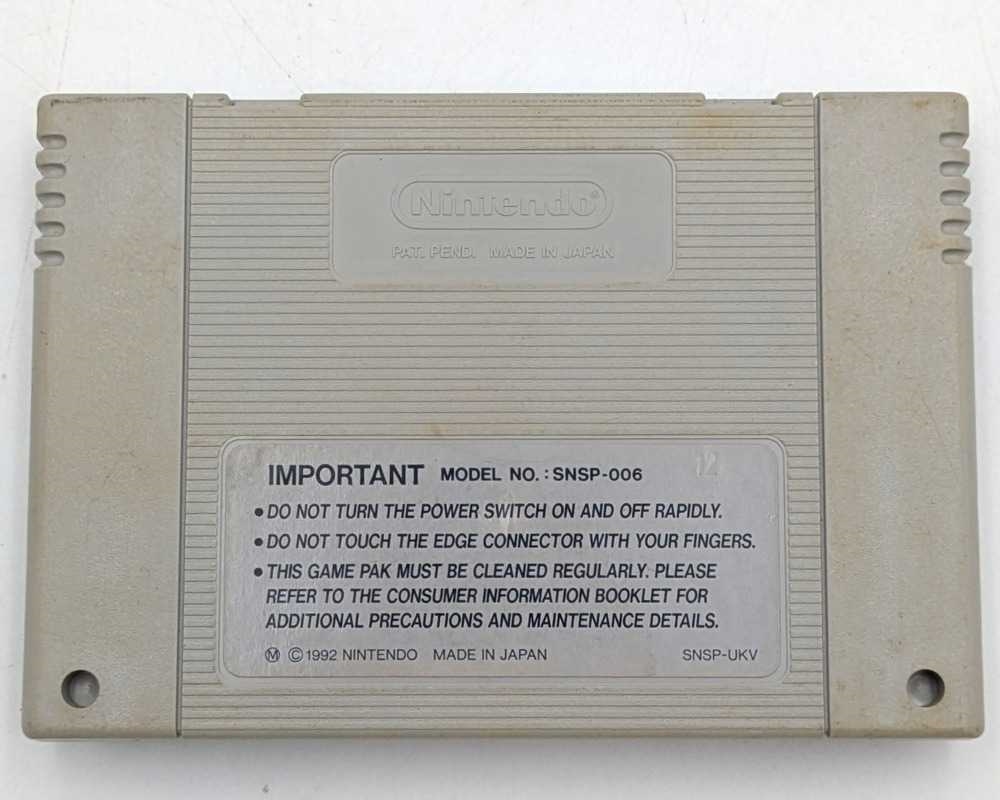 Nintendo®
PAT. PEND. MADE IN JAPAN
IMPORTANT MODEL NO.: SNSP-006
12
• DO NOT TURN THE POWER SWITCH ON AND OFF RAPIDLY.
• DO NOT TOUCH THE EDGE CONNECTOR WITH YOUR FINGERS.
• THIS GAME PAK MUST BE CLEANED REGULARLY. PLEASE
REFER TO THE CONSUMER INFORMATION BOOKLET FOR
ADDITIONAL PRECAUTIONS AND MAINTENANCE DETAILS.
Ⓜ © 1992 NINTENDO MADE IN JAPAN SNSP-UKV